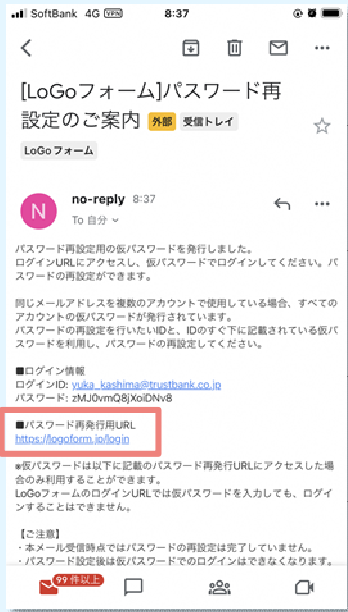 SoftBank 4G VPN 8:37
[LoGoフォーム]パスワード再
設定のご案内 外部 受信トレイ
LoGo フォーム
N
no-reply 8:37
To 自分
パスワード再設定用の仮パスワードを発行しました。
ログインURLにアクセスし、仮パスワードでログインしてください。パ
スワードの再設定ができます。
同じメールアドレスを複数のアカウントで使用している場合、すべての
アカウントの仮パスワードが発行されています。
パスワードの再設定を行いたいIDと、IDのすぐ下に記載されている仮パ
スワードを利用し、パスワードの再設定してください。
■ログイン情報
ログインID: yuka_kashima@trustbank.co.jp
パスワード: zMJ0vmQ8jXoiDNv8
■パスワード再発行用URL
https://logoform.jp/login
※仮パスワードは以下に記載のパスワード再発行URLにアクセスした場
合のみ利用することができます。
LoGoフォームのログインURLでは仮パスワードを入力しても、ログイ
ンすることはできません。
【ご注意】
・本メール受信時点ではパスワードの再設定は完了していません。
・パスワード設定後は仮パスワードでのログインはできなくなります。
99 件以上